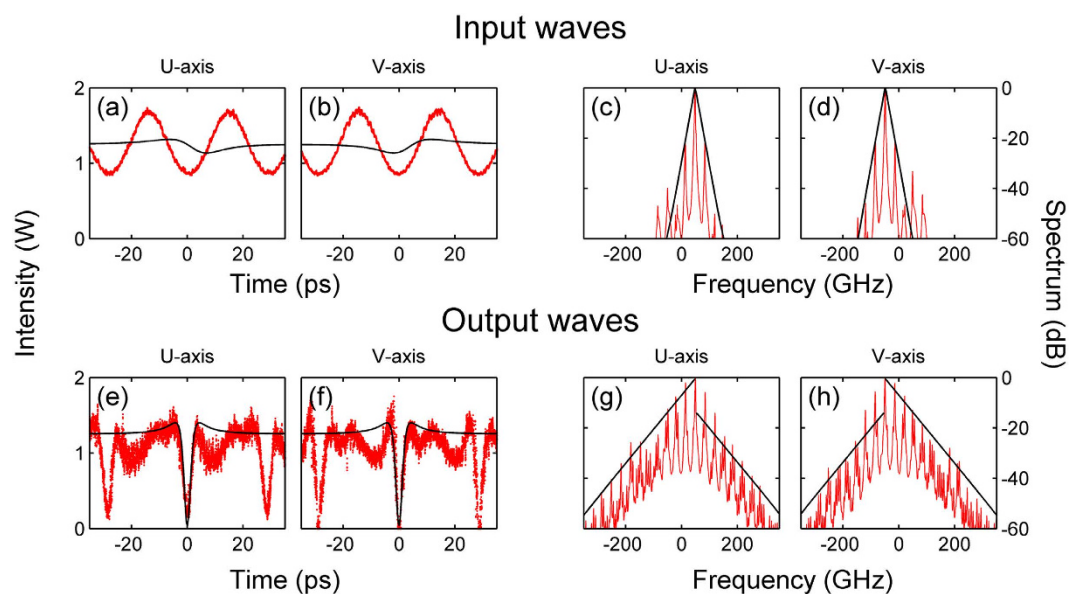 Input waves
U-axis V-axis U-axis V-axis
(a) (b) (c) (d)
2
1
0
0
-20
-40
-60
-20 0 20 -20 0 20 -200 0 200 -200 0 200
Time (ps) Frequency (GHz)
Intensity (W)
Spectrum (dB)
Output waves
U-axis V-axis U-axis V-axis
(e) (f) (g) (h)
2
1
0
0
-20
-40
-60
-20 0 20 -20 0 20 -200 0 200 -200 0 200
Time (ps) Frequency (GHz)